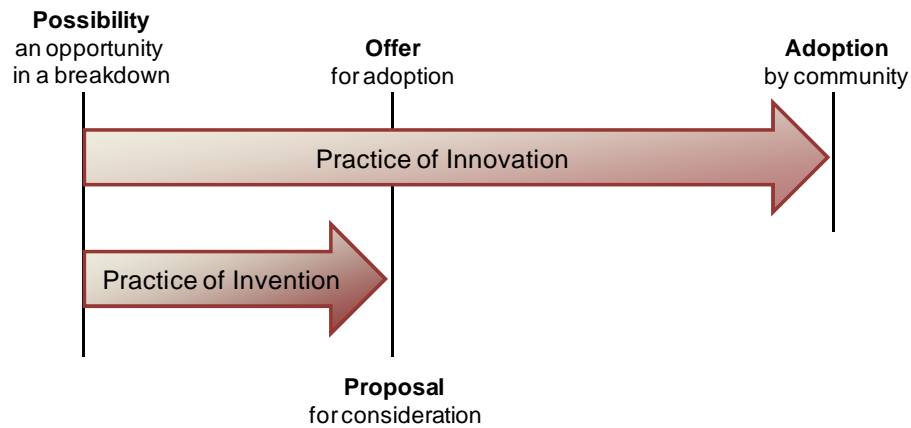 Possibility
an opportunity
in a breakdown
Offer
for adoption
Adoption
by community
Practice of Innovation
Practice of Invention
Proposal
for consideration